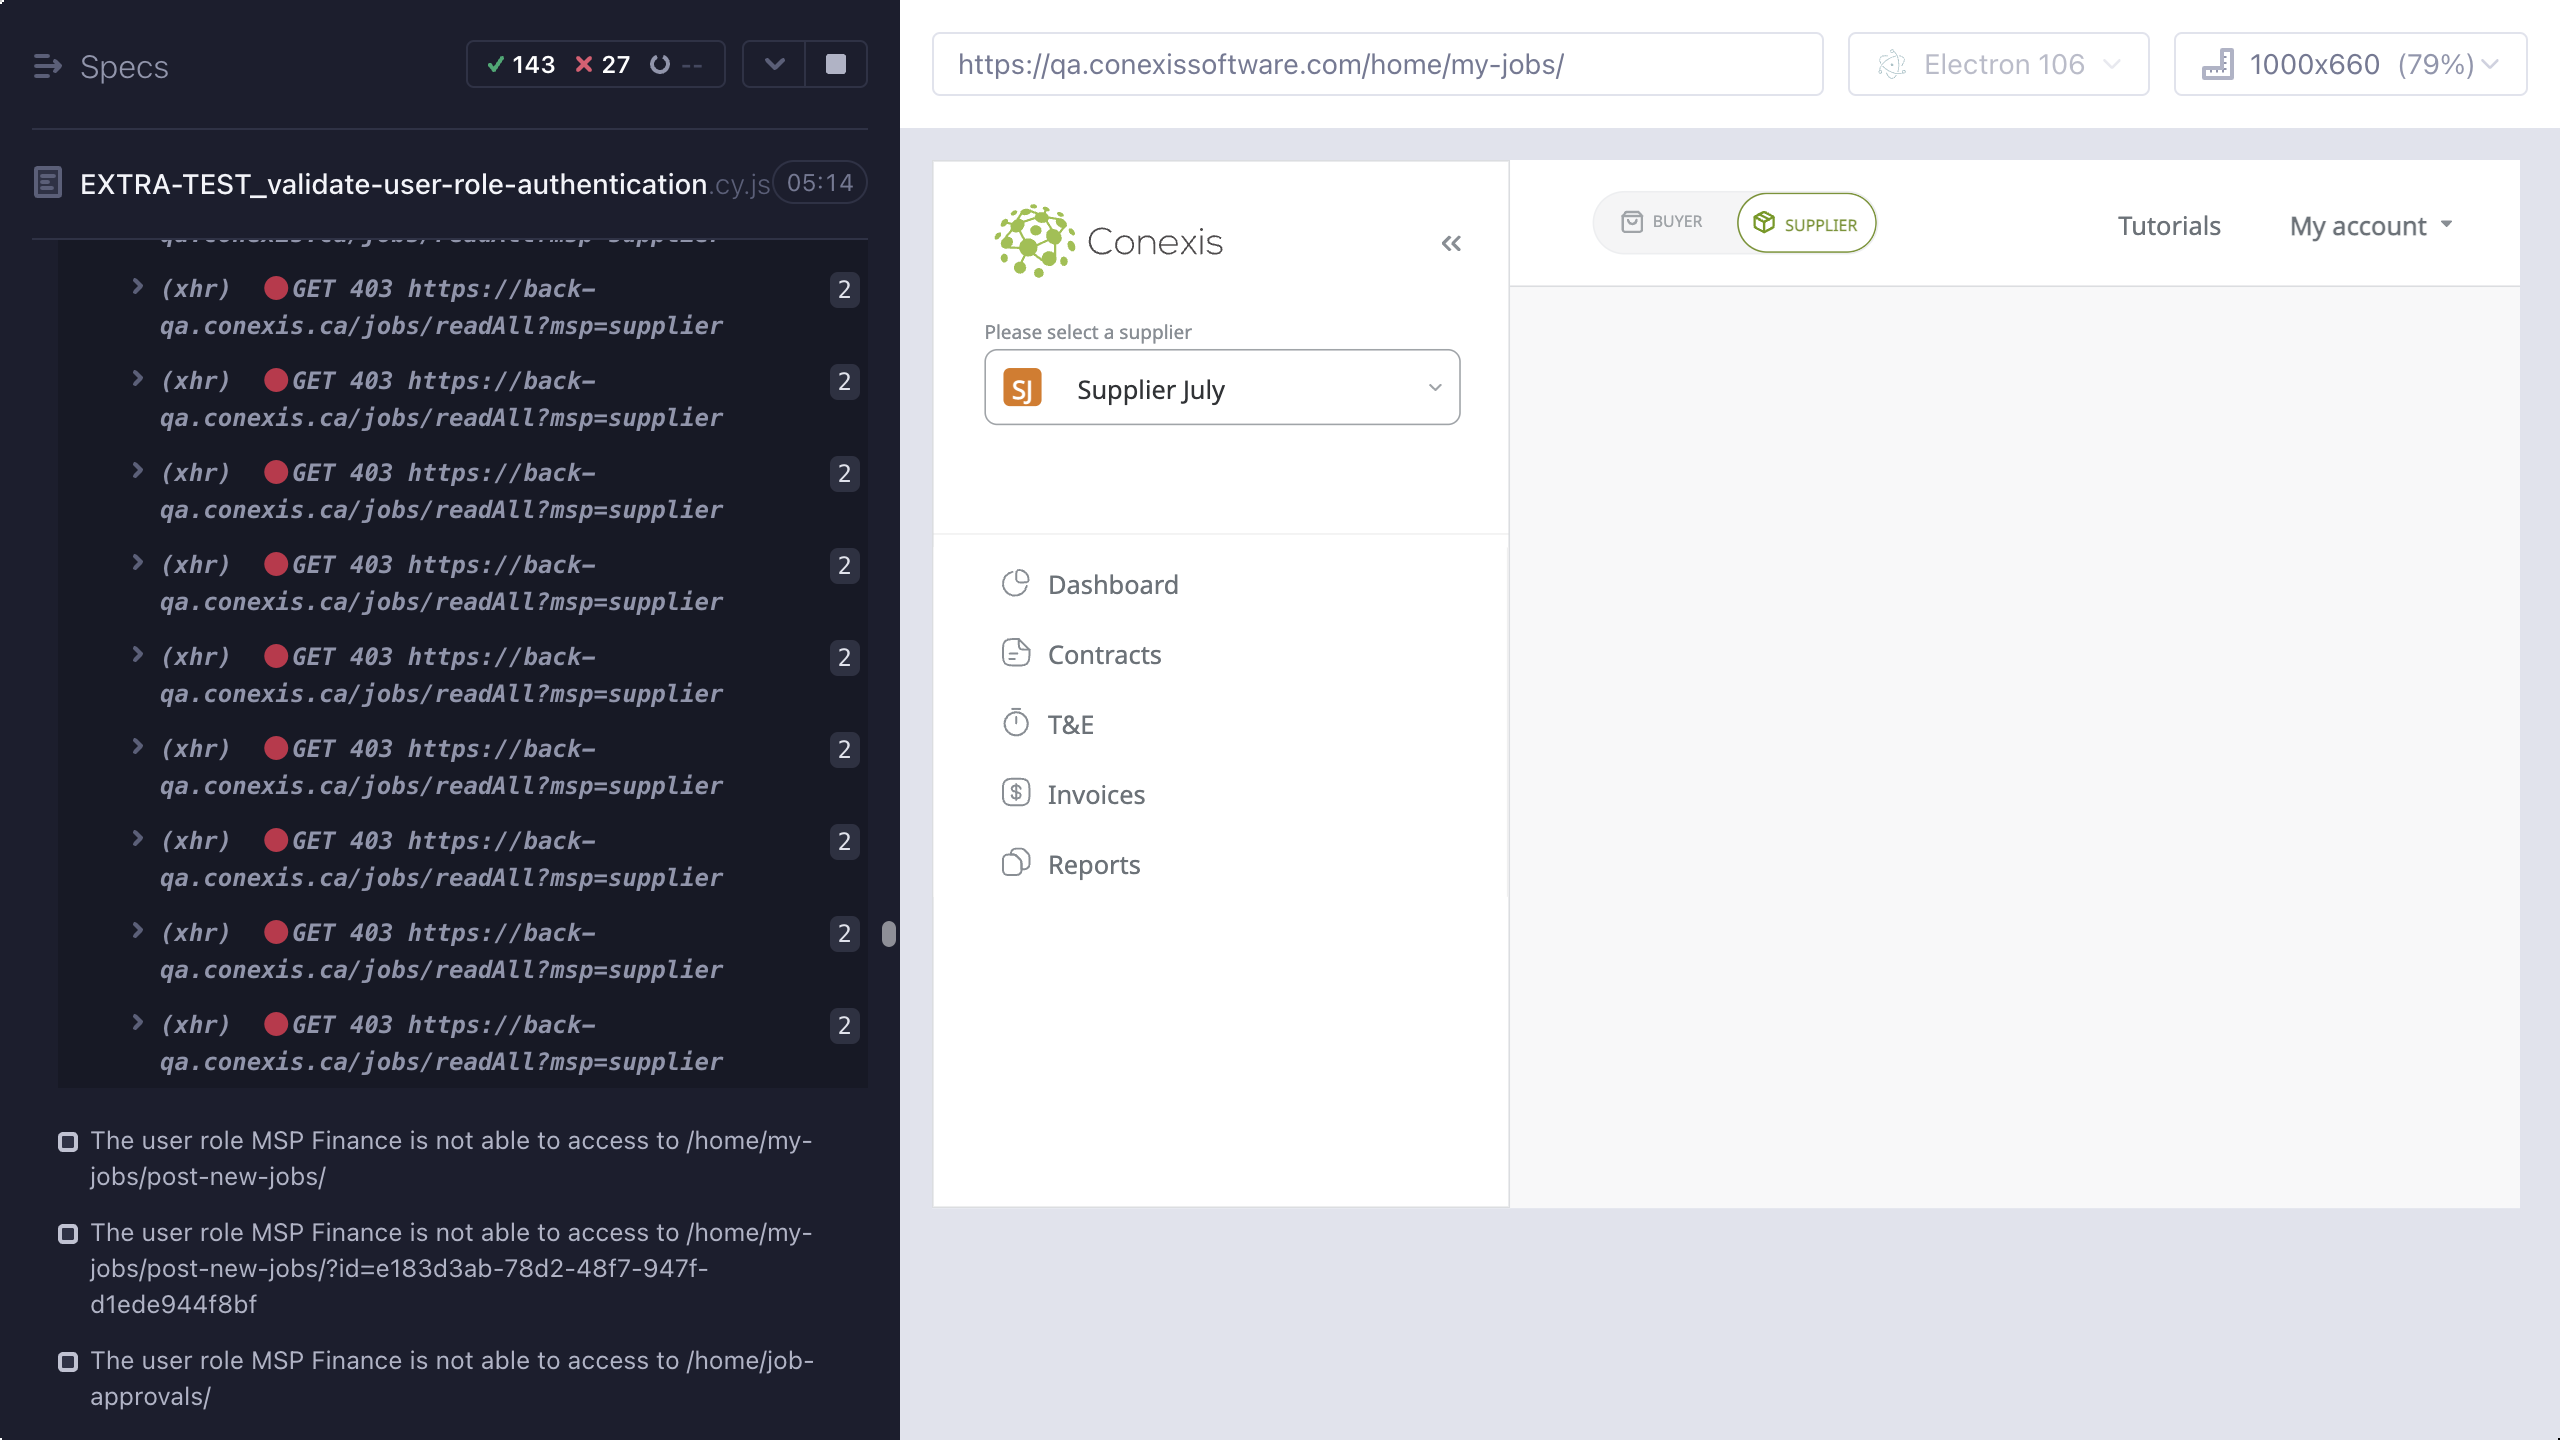 Specs
143 27 --
EXTRA-TEST_validate-user-role-authentication.cy.js 05:14
qa.conexis.ca/jobs/readAll?msp=supplier
(xhr) GET 403 https://back-
qa.conexis.ca/jobs/readAll?msp=supplier
2
(xhr) GET 403 https://back-
qa.conexis.ca/jobs/readAll?msp=supplier
2
(xhr) GET 403 https://back-
qa.conexis.ca/jobs/readAll?msp=supplier
2
(xhr) GET 403 https://back-
qa.conexis.ca/jobs/readAll?msp=supplier
2
(xhr) GET 403 https://back-
qa.conexis.ca/jobs/readAll?msp=supplier
2
(xhr) GET 403 https://back-
qa.conexis.ca/jobs/readAll?msp=supplier
2
(xhr) GET 403 https://back-
qa.conexis.ca/jobs/readAll?msp=supplier
2
(xhr) GET 403 https://back-
qa.conexis.ca/jobs/readAll?msp=supplier
2
(xhr) GET 403 https://back-
qa.conexis.ca/jobs/readAll?msp=supplier
2
The user role MSP Finance is not able to access to /home/my-
jobs/post-new-jobs/
The user role MSP Finance is not able to access to /home/my-
jobs/post-new-jobs/?id=e183d3ab-78d2-48f7-947f-
d1ede944f8bf
The user role MSP Finance is not able to access to /home/job-
approvals/
https://qa.conexissoftware.com/home/my-jobs/
Electron 106
1000x660 (79%)
Conexis
BUYER
SUPPLIER
Tutorials
My account
Please select a supplier
SJ Supplier July
Dashboard
Contracts
T&E
Invoices
Reports